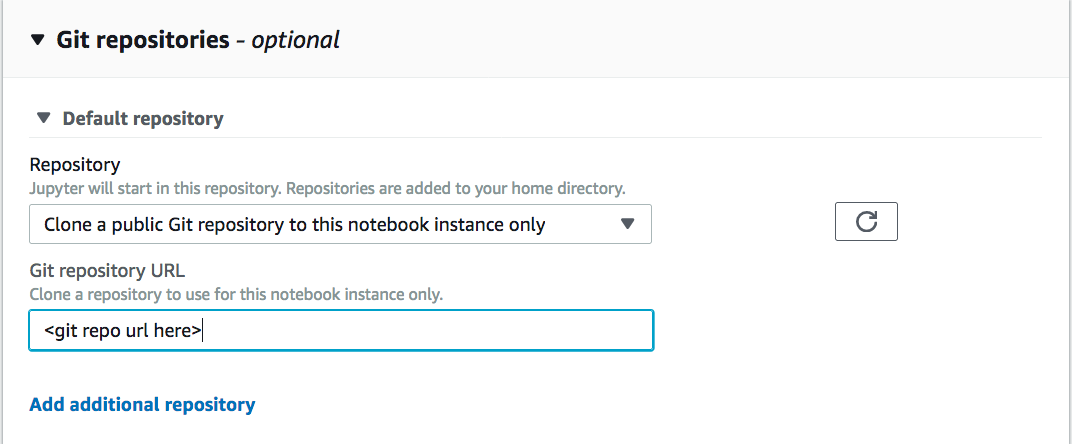 Git repositories - optional
Default repository
Repository
Jupyter will start in this repository. Repositories are added to your home directory.
Clone a public Git repository to this notebook instance only
Git repository URL
Clone a repository to use for this notebook instance only.
<git repo url here>
Add additional repository